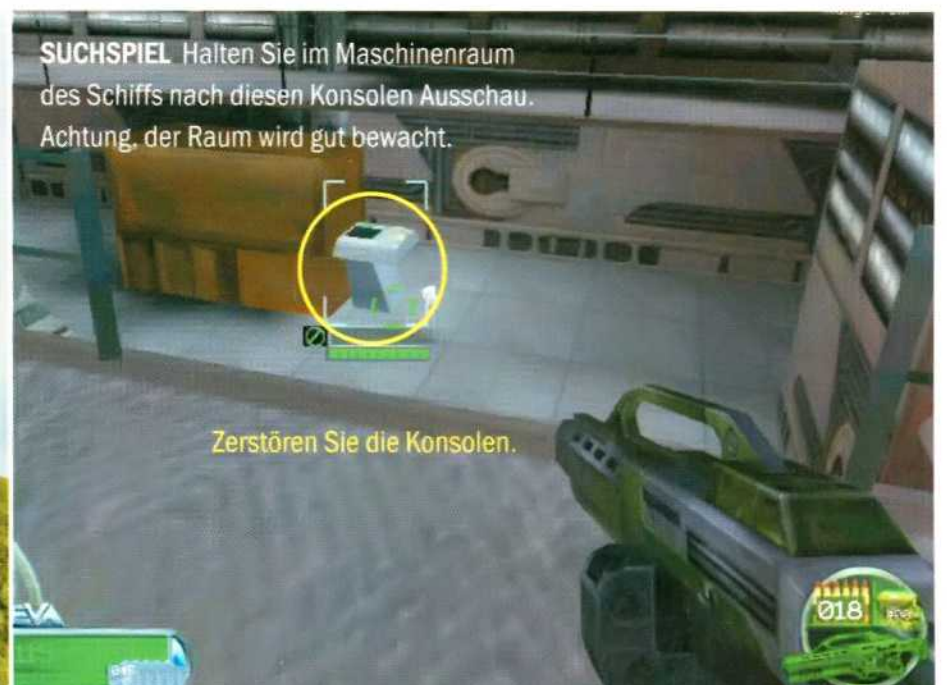 SUCHSPIEL Halten Sie im Maschinenraum
des Schiffs nach diesen Konsolen Ausschau.
Achtung, der Raum wird gut bewacht.
Zerstören Sie die Konsolen.
EVA
018